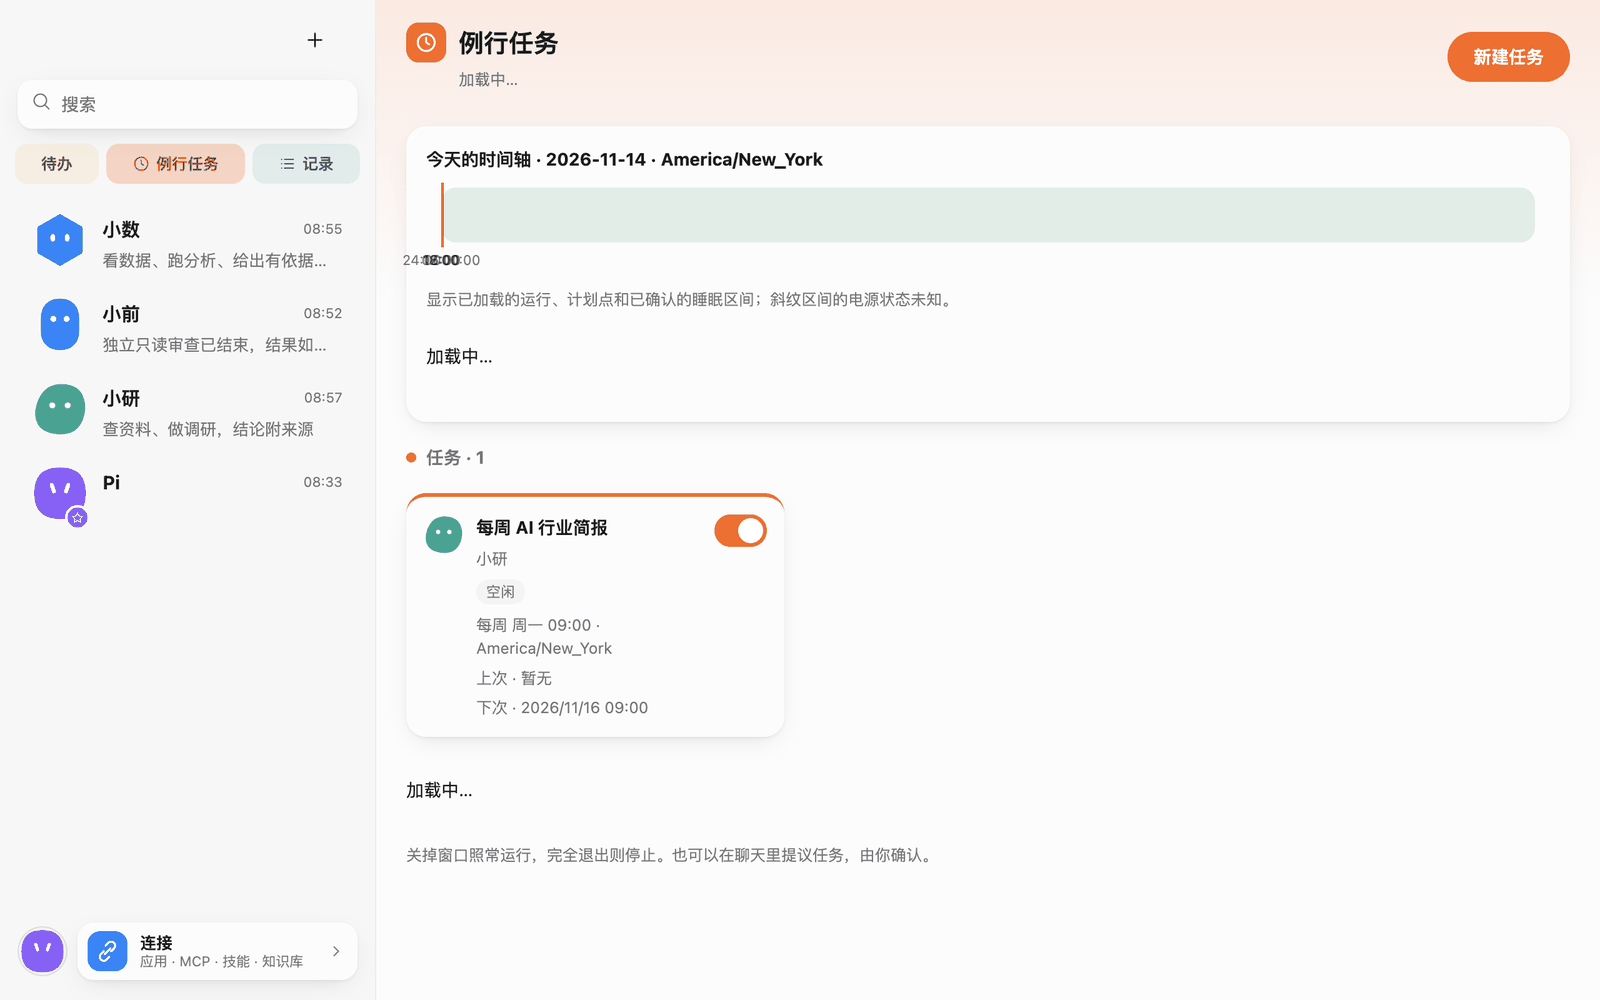 搜索
待办
例行任务
记录
小数
08:55
看数据、跑分析、给出有依据...
小前
08:52
独立只读审查已结束，结果如...
小研
08:57
查资料、做调研，结论附来源
Pi
08:33
连接
应用 · MCP · 技能 · 知识库
例行任务
加载中...
新建任务
今天的时间轴 · 2026-11-14 · America/New_York
显示已加载的运行、计划点和已确认的睡眠区间；斜纹区间的电源状态未知。
加载中...
任务 · 1
每周 AI 行业简报
小研
空闲
每周 周一 09:00 ·
America/New_York
上次 · 暂无
下次 · 2026/11/16 09:00
加载中...
关掉窗口照常运行，完全退出则停止。也可以在聊天里提议任务，由你确认。